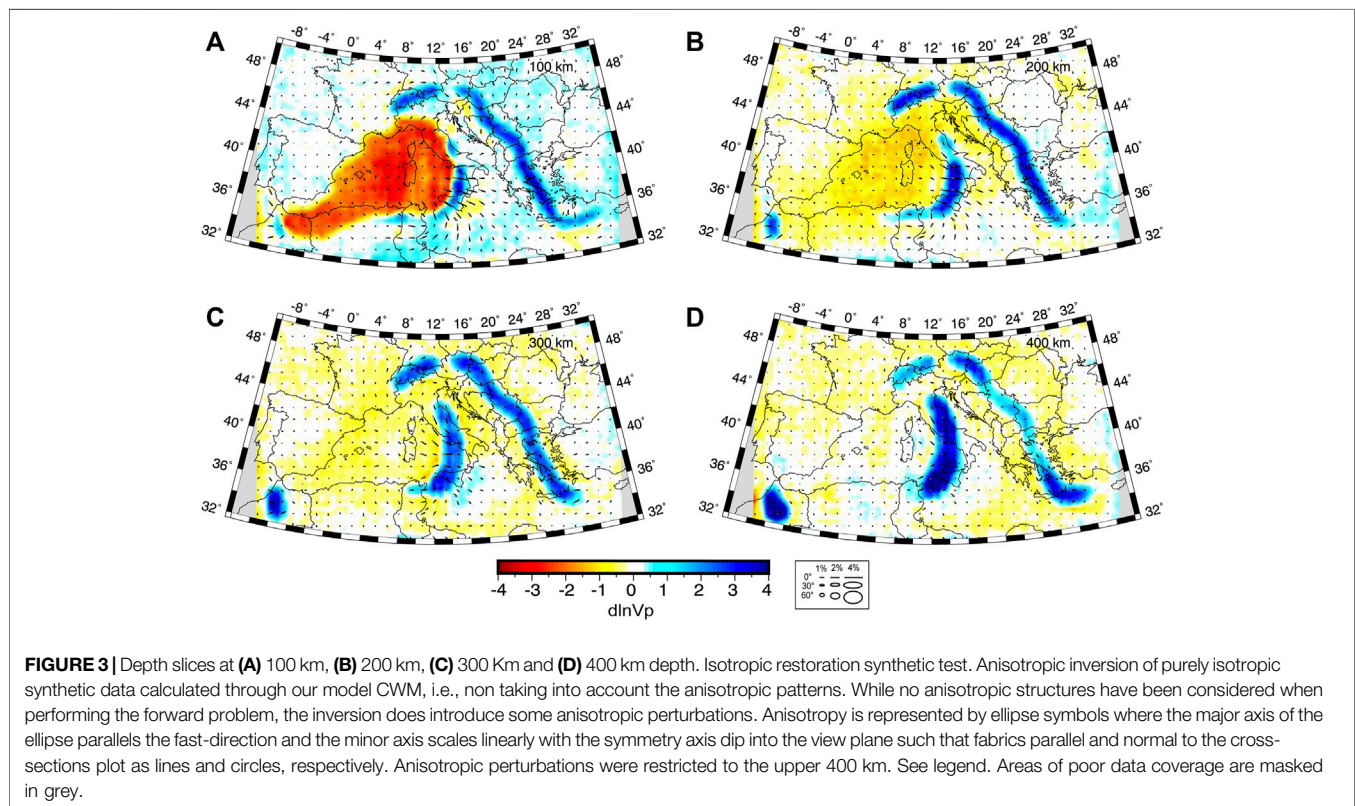 A
-8° -4° 0° 4° 8° 12° 16° 20° 24° 28° 32°
48° 44° 40° 36° 32°
48° 44° 40° 36° 32°
100 km
B
-8° -4° 0° 4° 8° 12° 16° 20° 24° 28° 32°
48° 44° 40° 36° 32°
48° 44° 40° 36° 32°
200 km
C
-8° -4° 0° 4° 8° 12° 16° 20° 24° 28° 32°
48° 44° 40° 36° 32°
48° 44° 40° 36° 32°
300 km
D
-8° -4° 0° 4° 8° 12° 16° 20° 24° 28° 32°
48° 44° 40° 36° 32°
48° 44° 40° 36° 32°
400 km
-4 -3 -2 -1 0 1 2 3 4
dlnVp
1% 2% 4%
0°
30°
60°
FIGURE 3 | Depth slices at (A) 100 km, (B) 200 km, (C) 300 Km and (D) 400 km depth. Isotropic restoration synthetic test. Anisotropic inversion of purely isotropic
synthetic data calculated through our model CWM, i.e., non taking into account the anisotropic patterns. While no anisotropic structures have been considered when
performing the forward problem, the inversion does introduce some anisotropic perturbations. Anisotropy is represented by ellipse symbols where the major axis of the
ellipse parallels the fast-direction and the minor axis scales linearly with the symmetry axis dip into the view plane such that fabrics parallel and normal to the cross-
sections plot as lines and circles, respectively. Anisotropic perturbations were restricted to the upper 400 km. See legend. Areas of poor data coverage are masked
in grey.